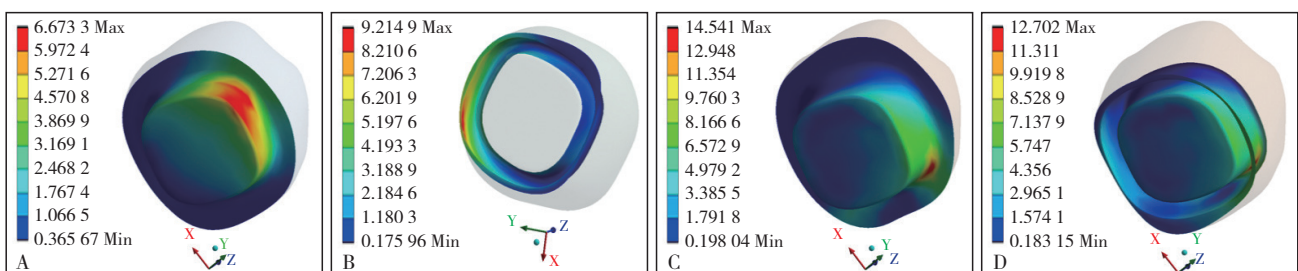 6.673 3 Max
5.972 4
5.271 6
4.570 8
3.869 9
3.169 1
2.468 2
1.767 4
1.066 5
0.365 67 Min
X
Y
Z
A
9.214 9 Max
8.210 6
7.206 3
6.201 9
5.197 6
4.193 3
3.188 9
2.184 6
1.180 3
0.175 96 Min
Y
Z
X
B
14.541 Max
12.948
11.354
9.760 3
8.166 6
6.572 9
4.979 2
3.385 5
1.791 8
0.198 04 Min
X
Y
Z
C
12.702 Max
11.311
9.919 8
8.528 9
7.137 9
5.747
4.356
2.965 1
1.574 1
0.183 15 Min
X
Y
Z
D